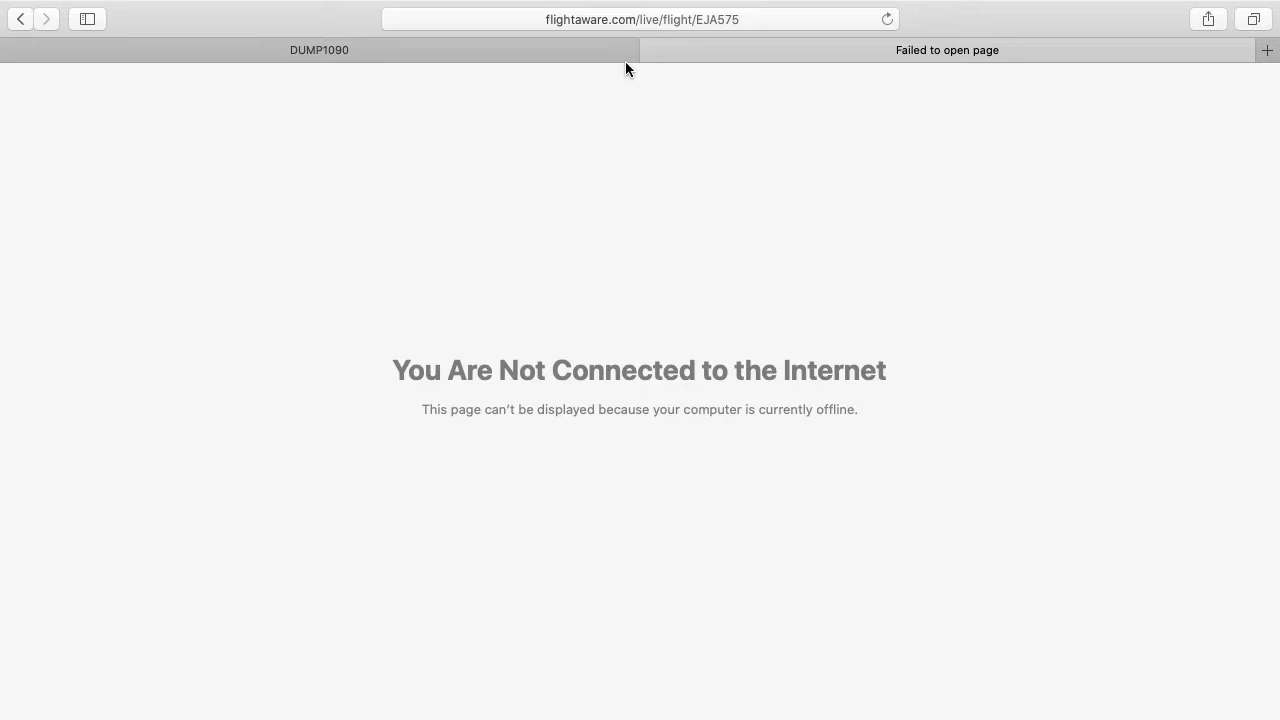 flightaware.com/live/flight/EJA575
DUMP1090
Failed to open page
You Are Not Connected to the Internet
This page can’t be displayed because your computer is currently offline.